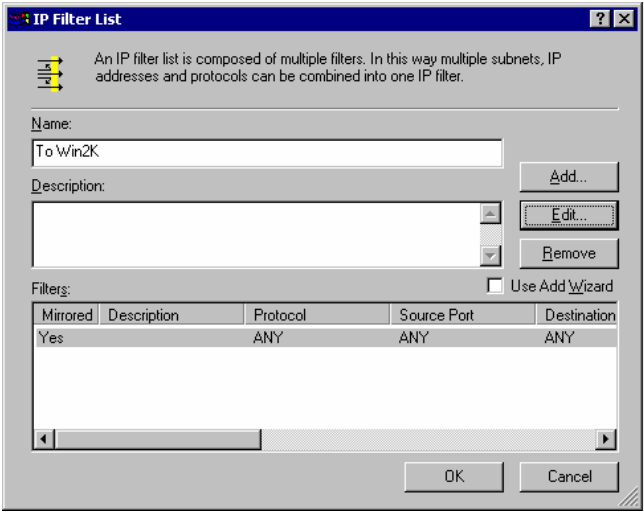 IP Filter List
An IP filter list is composed of multiple filters. In this way multiple subnets, IP
addresses and protocols can be combined into one IP filter.
Name:
To Win2K
Add...
Description:
Edit...
Remove
Filters:
Use Add Wizard
Mirrored Description Protocol Source Port Destination
Yes ANY ANY ANY
OK Cancel